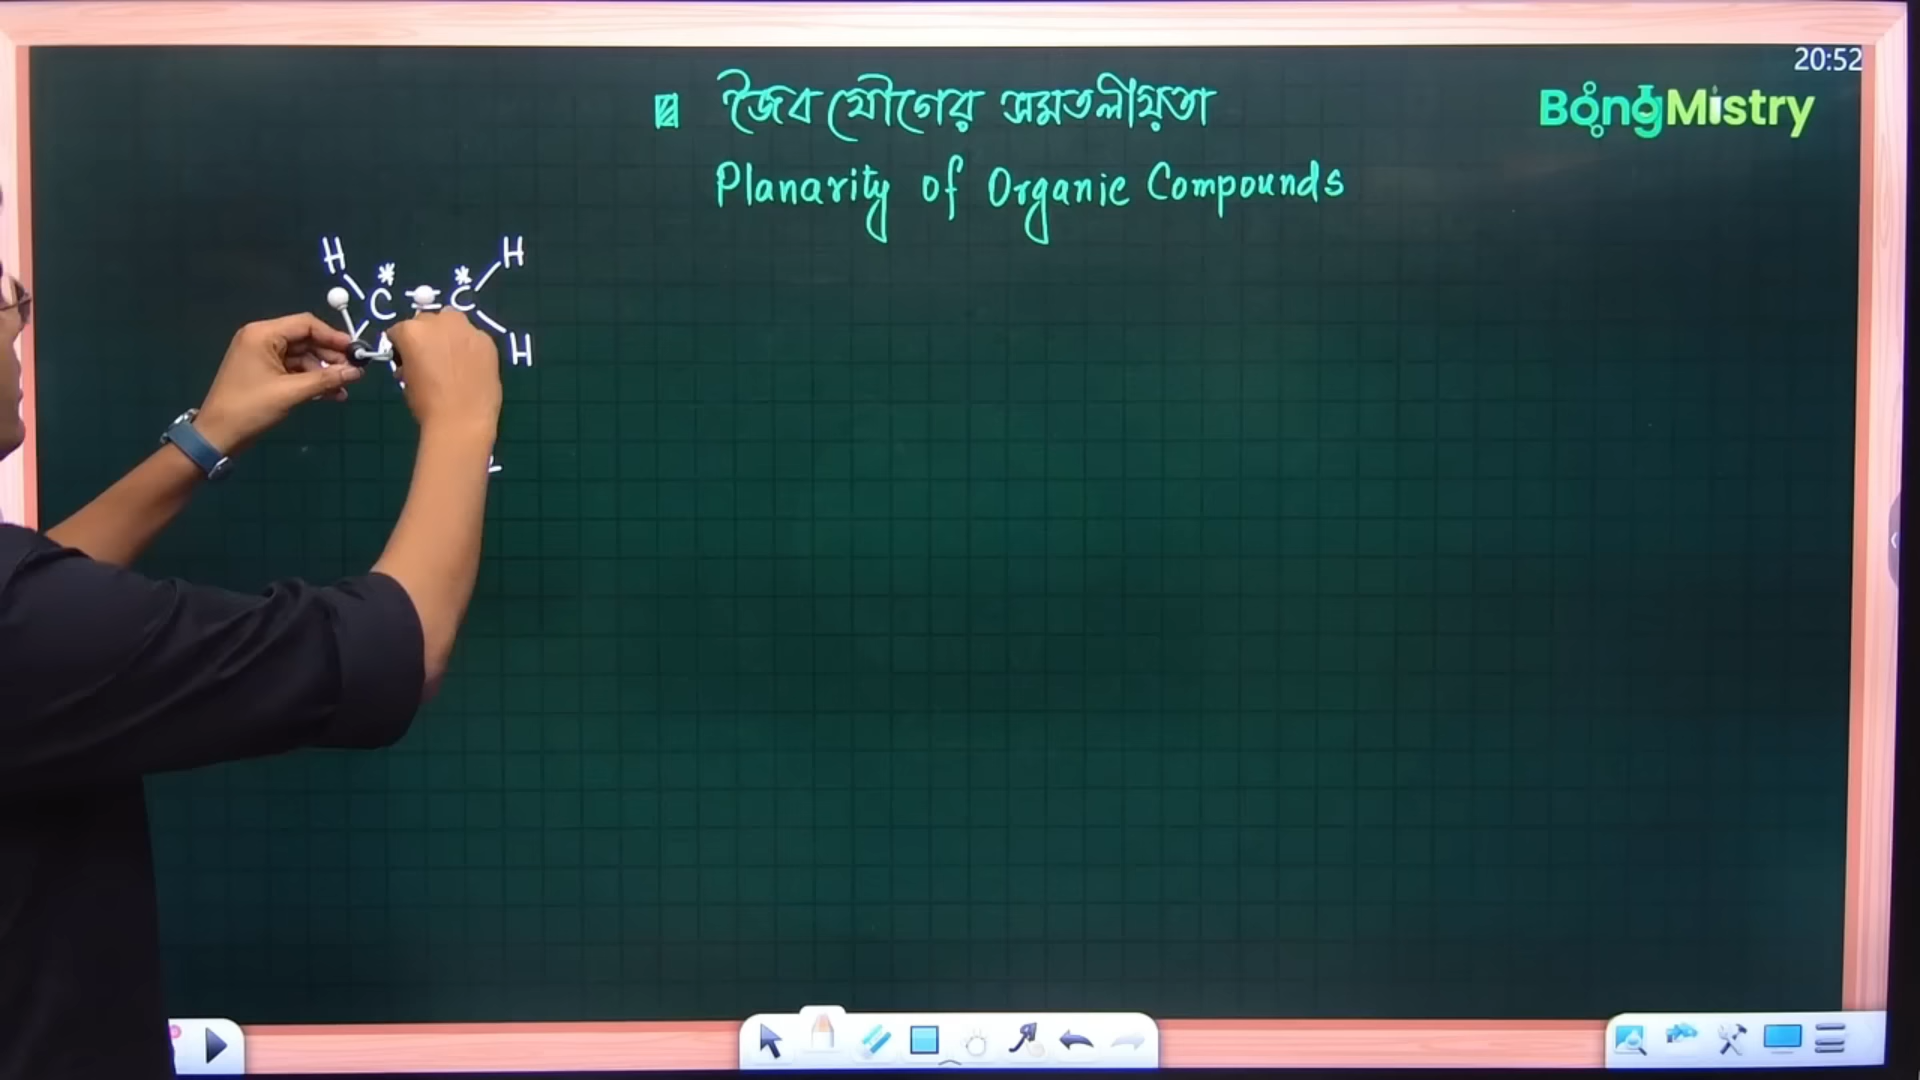 20:52
জৈব যৌগের সমতলীয়তা
BongMistry
Planarity of Organic Compounds
H H
* *
C = C
H